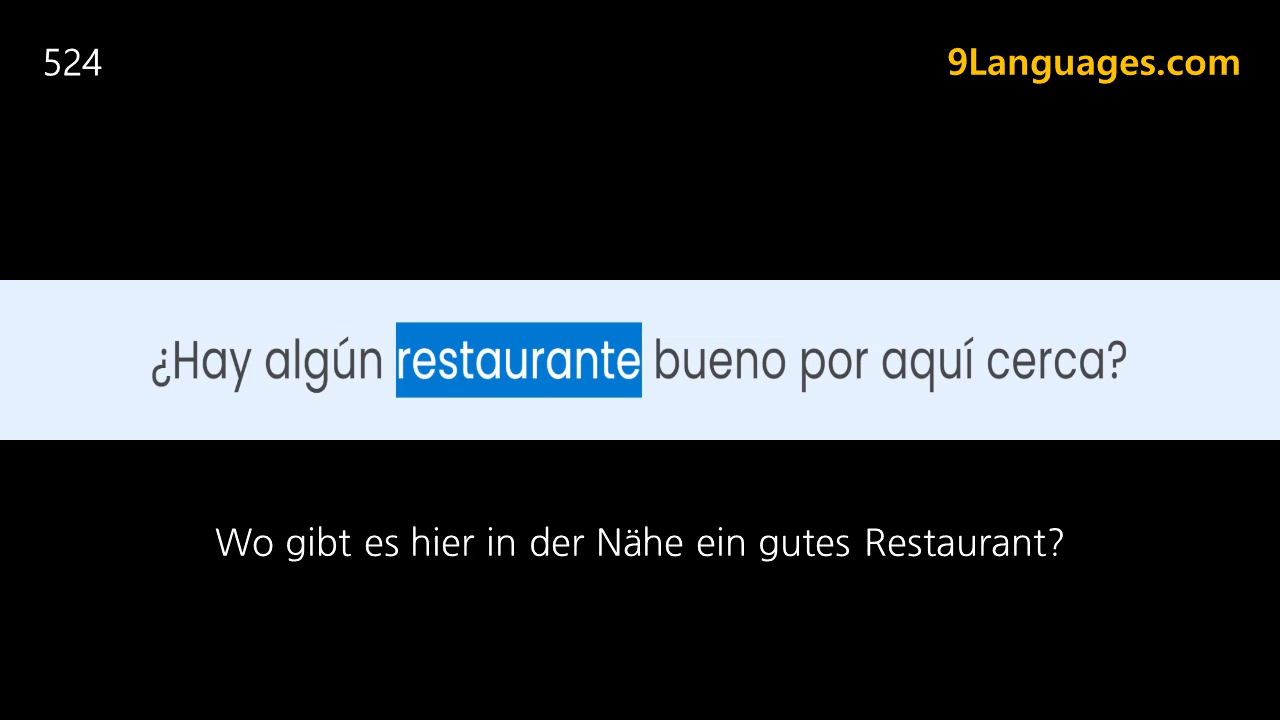 524
9Languages.com
¿Hay algún restaurante bueno por aquí cerca?
Wo gibt es hier in der Nähe ein gutes Restaurant?